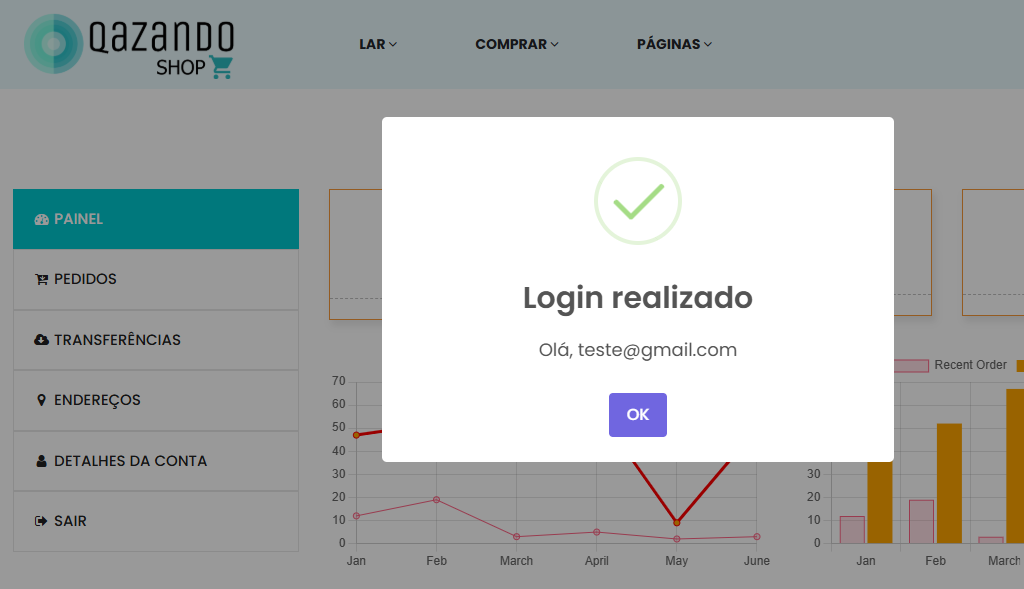 Qazando
SHOP
LAR
COMPRAR
PÁGINAS
PAINEL
PEDIDOS
TRANSFERÊNCIAS
ENDEREÇOS
DETALHES DA CONTA
SAIR
Login realizado
Olá, teste@gmail.com
OK
70
60
50
40
30
20
10
0
Jan
Feb
March
April
May
June
Recent Order
30
20
10
0
Jan
Feb
March